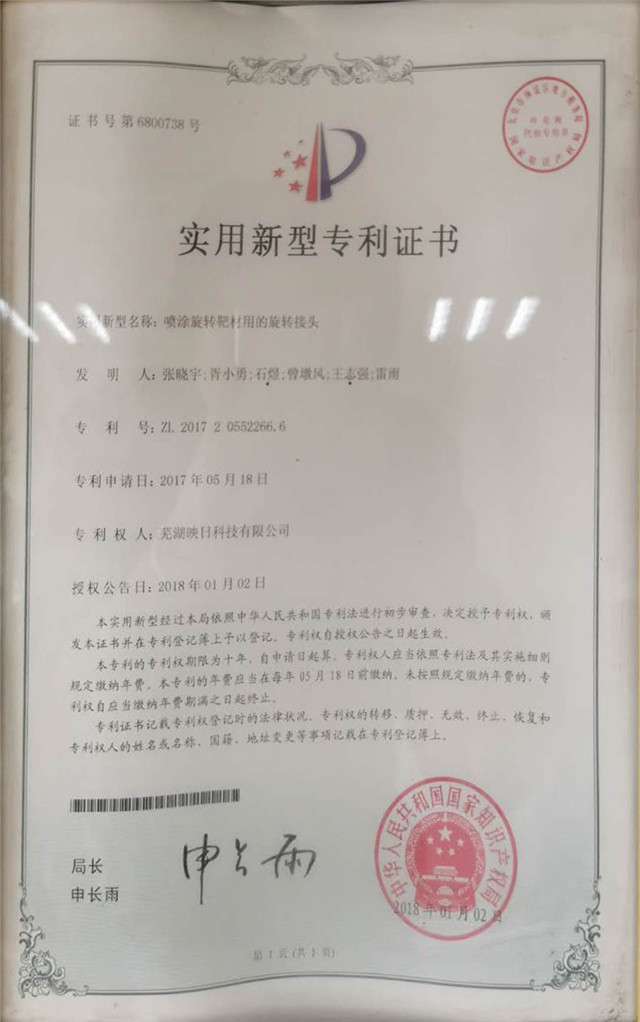 证书号第6800738号
实用新型专利证书
实用新型名称：喷涂旋转靶材用的旋转接头
发明人：张晓宇;胥小勇;石煜;曾墩风;王志强;雷雨
专利号：ZL 2017 2 0552266.6
专利申请日：2017年05月18日
专利权人：芜湖映日科技有限公司
授权公告日：2018年01月02日
本实用新型经过本局依照中华人民共和国专利法进行初步审查，决定授予专利权，颁
发本证书并在专利登记簿上予以登记。专利权自授权公告之日起生效。
本专利的专利权期限为十年，自申请日起算。专利权人应当依照专利法及其实施细则
规定缴纳年费。本专利的年费应当在每年05月18日前缴纳。未按照规定缴纳年费的，专
利权自应当缴纳年费期满之日起终止。
专利证书记载专利权登记时的法律状况。专利权的转移、质押、无效、终止、恢复和
专利权人的姓名或名称、国籍、地址变更等事项记载在专利登记簿上。
局长
申长雨
申长雨
中华人民共和国国家知识产权局
2018年01月02日
第1页(共1页)